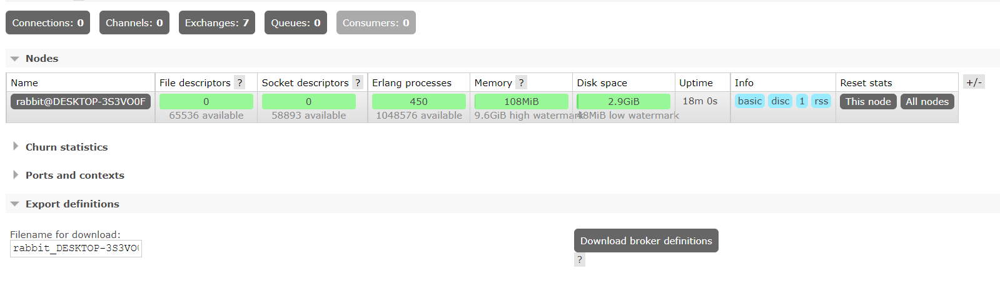 Connections: 0 Channels: 0 Exchanges: 7 Queues: 0 Consumers: 0
Nodes
Name File descriptors ? Socket descriptors ? Erlang processes Memory ? Disk space Uptime Info Reset stats +/-
rabbit@DESKTOP-3S3VO0F 0 0 450 108MiB 2.9GiB 18m 0s basic disc 1 rss This node All nodes
65536 available 58893 available 1048576 available 9.6GiB high watermark 48MiB low watermark
Churn statistics
Ports and contexts
Export definitions
Filename for download:
rabbit_DESKTOP-3S3VO0 Download broker definitions
?